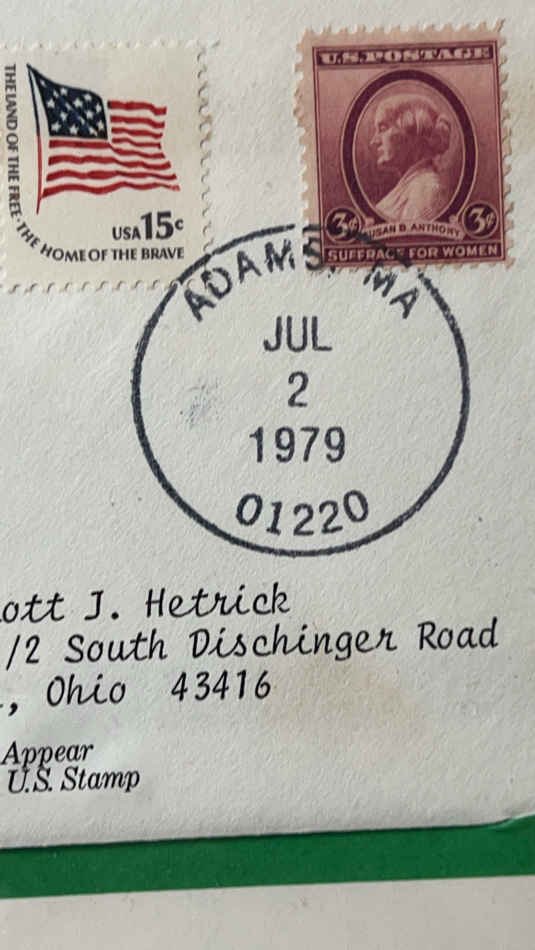 THE LAND OF THE FREE · THE HOME OF THE BRAVE
USA 15c
U.S. POSTAGE
3¢ 3¢
SUSAN B. ANTHONY
SUFFRAGE FOR WOMEN
ADAMS, MA
JUL
2
1979
01220
ott J. Hetrick
/2 South Dischinger Road
, Ohio 43416
Appear
U.S. Stamp